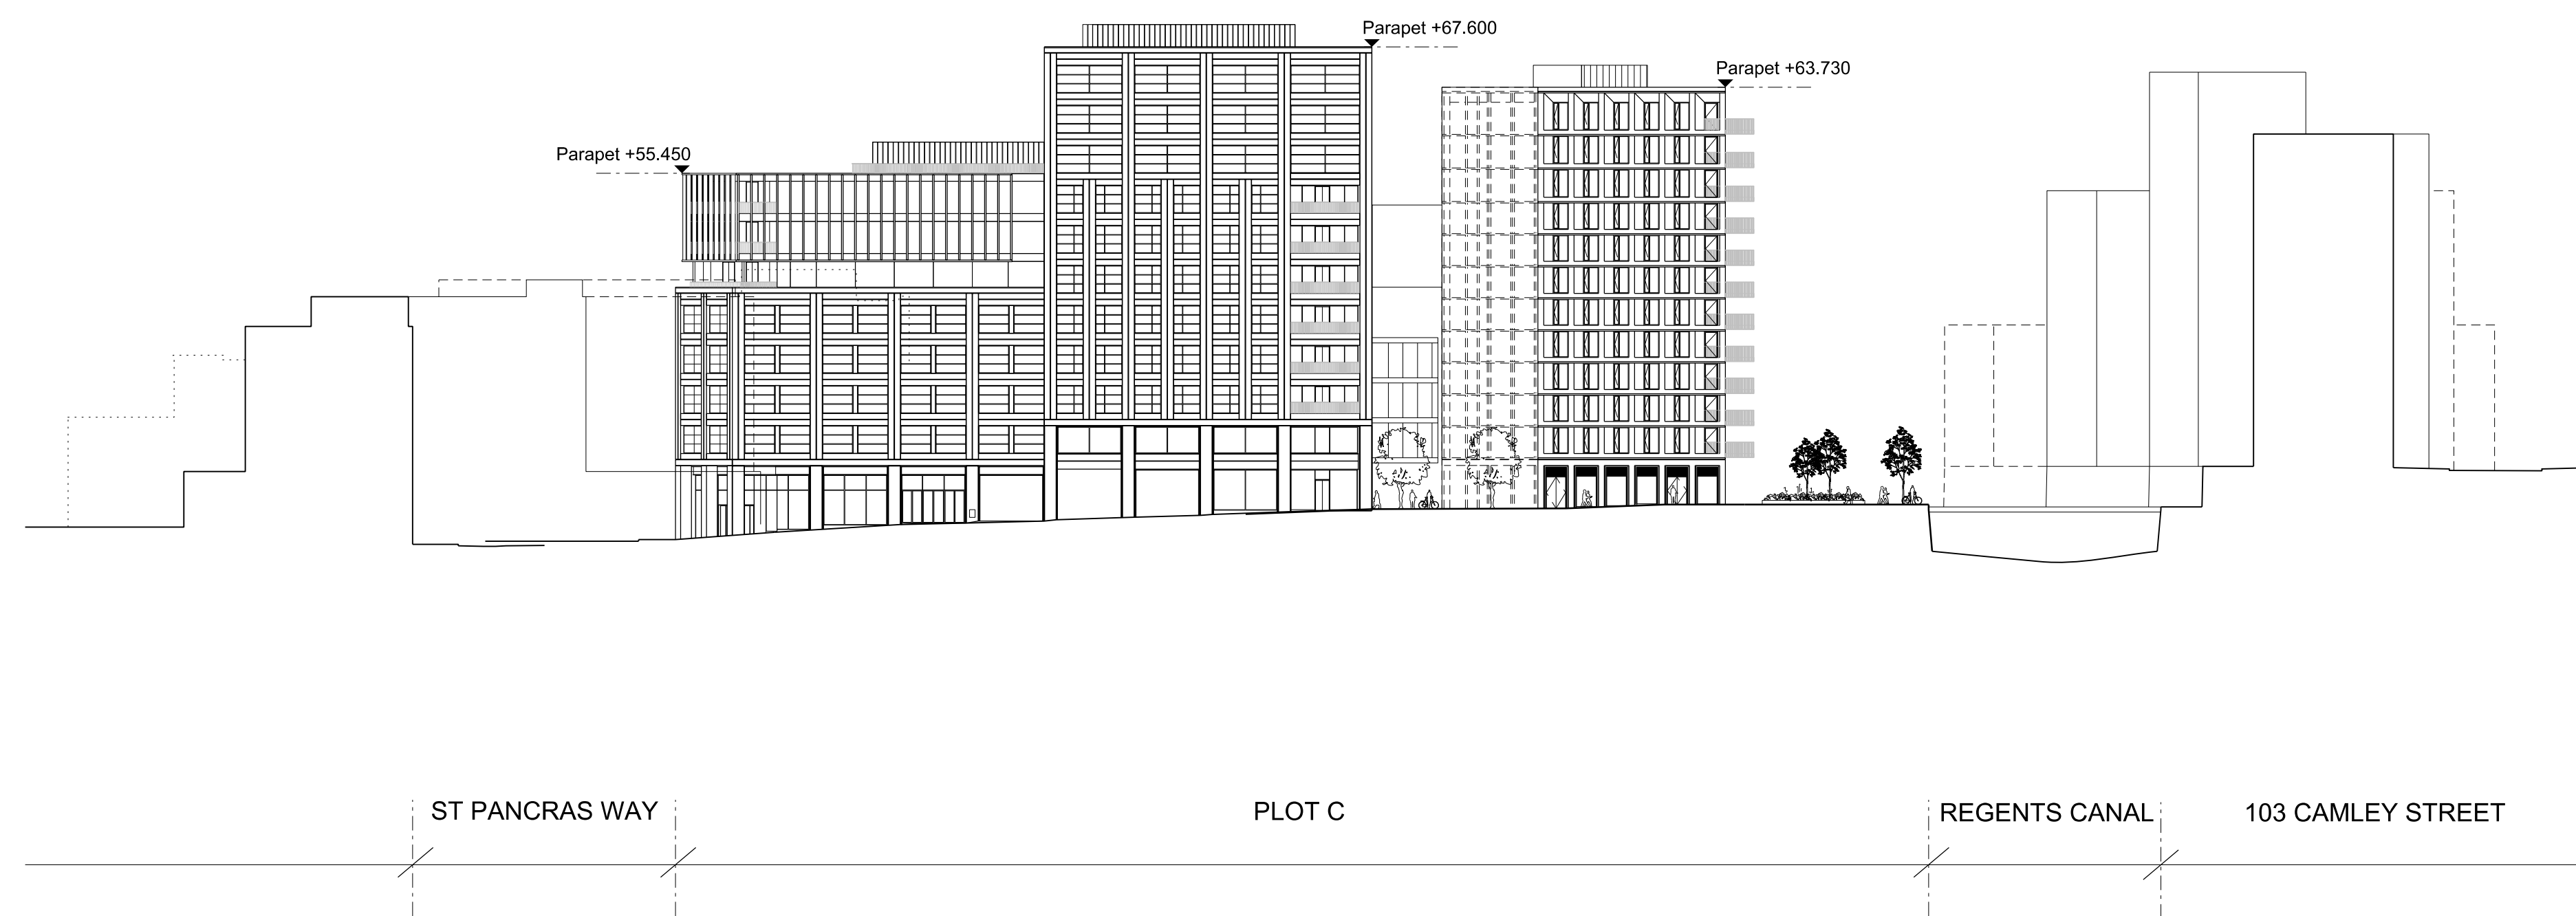 Parapet +67.600
Parapet +63.730
Parapet +55.450
ST PANCRAS WAY
PLOT C
REGENTS CANAL
103 CAMLEY STREET